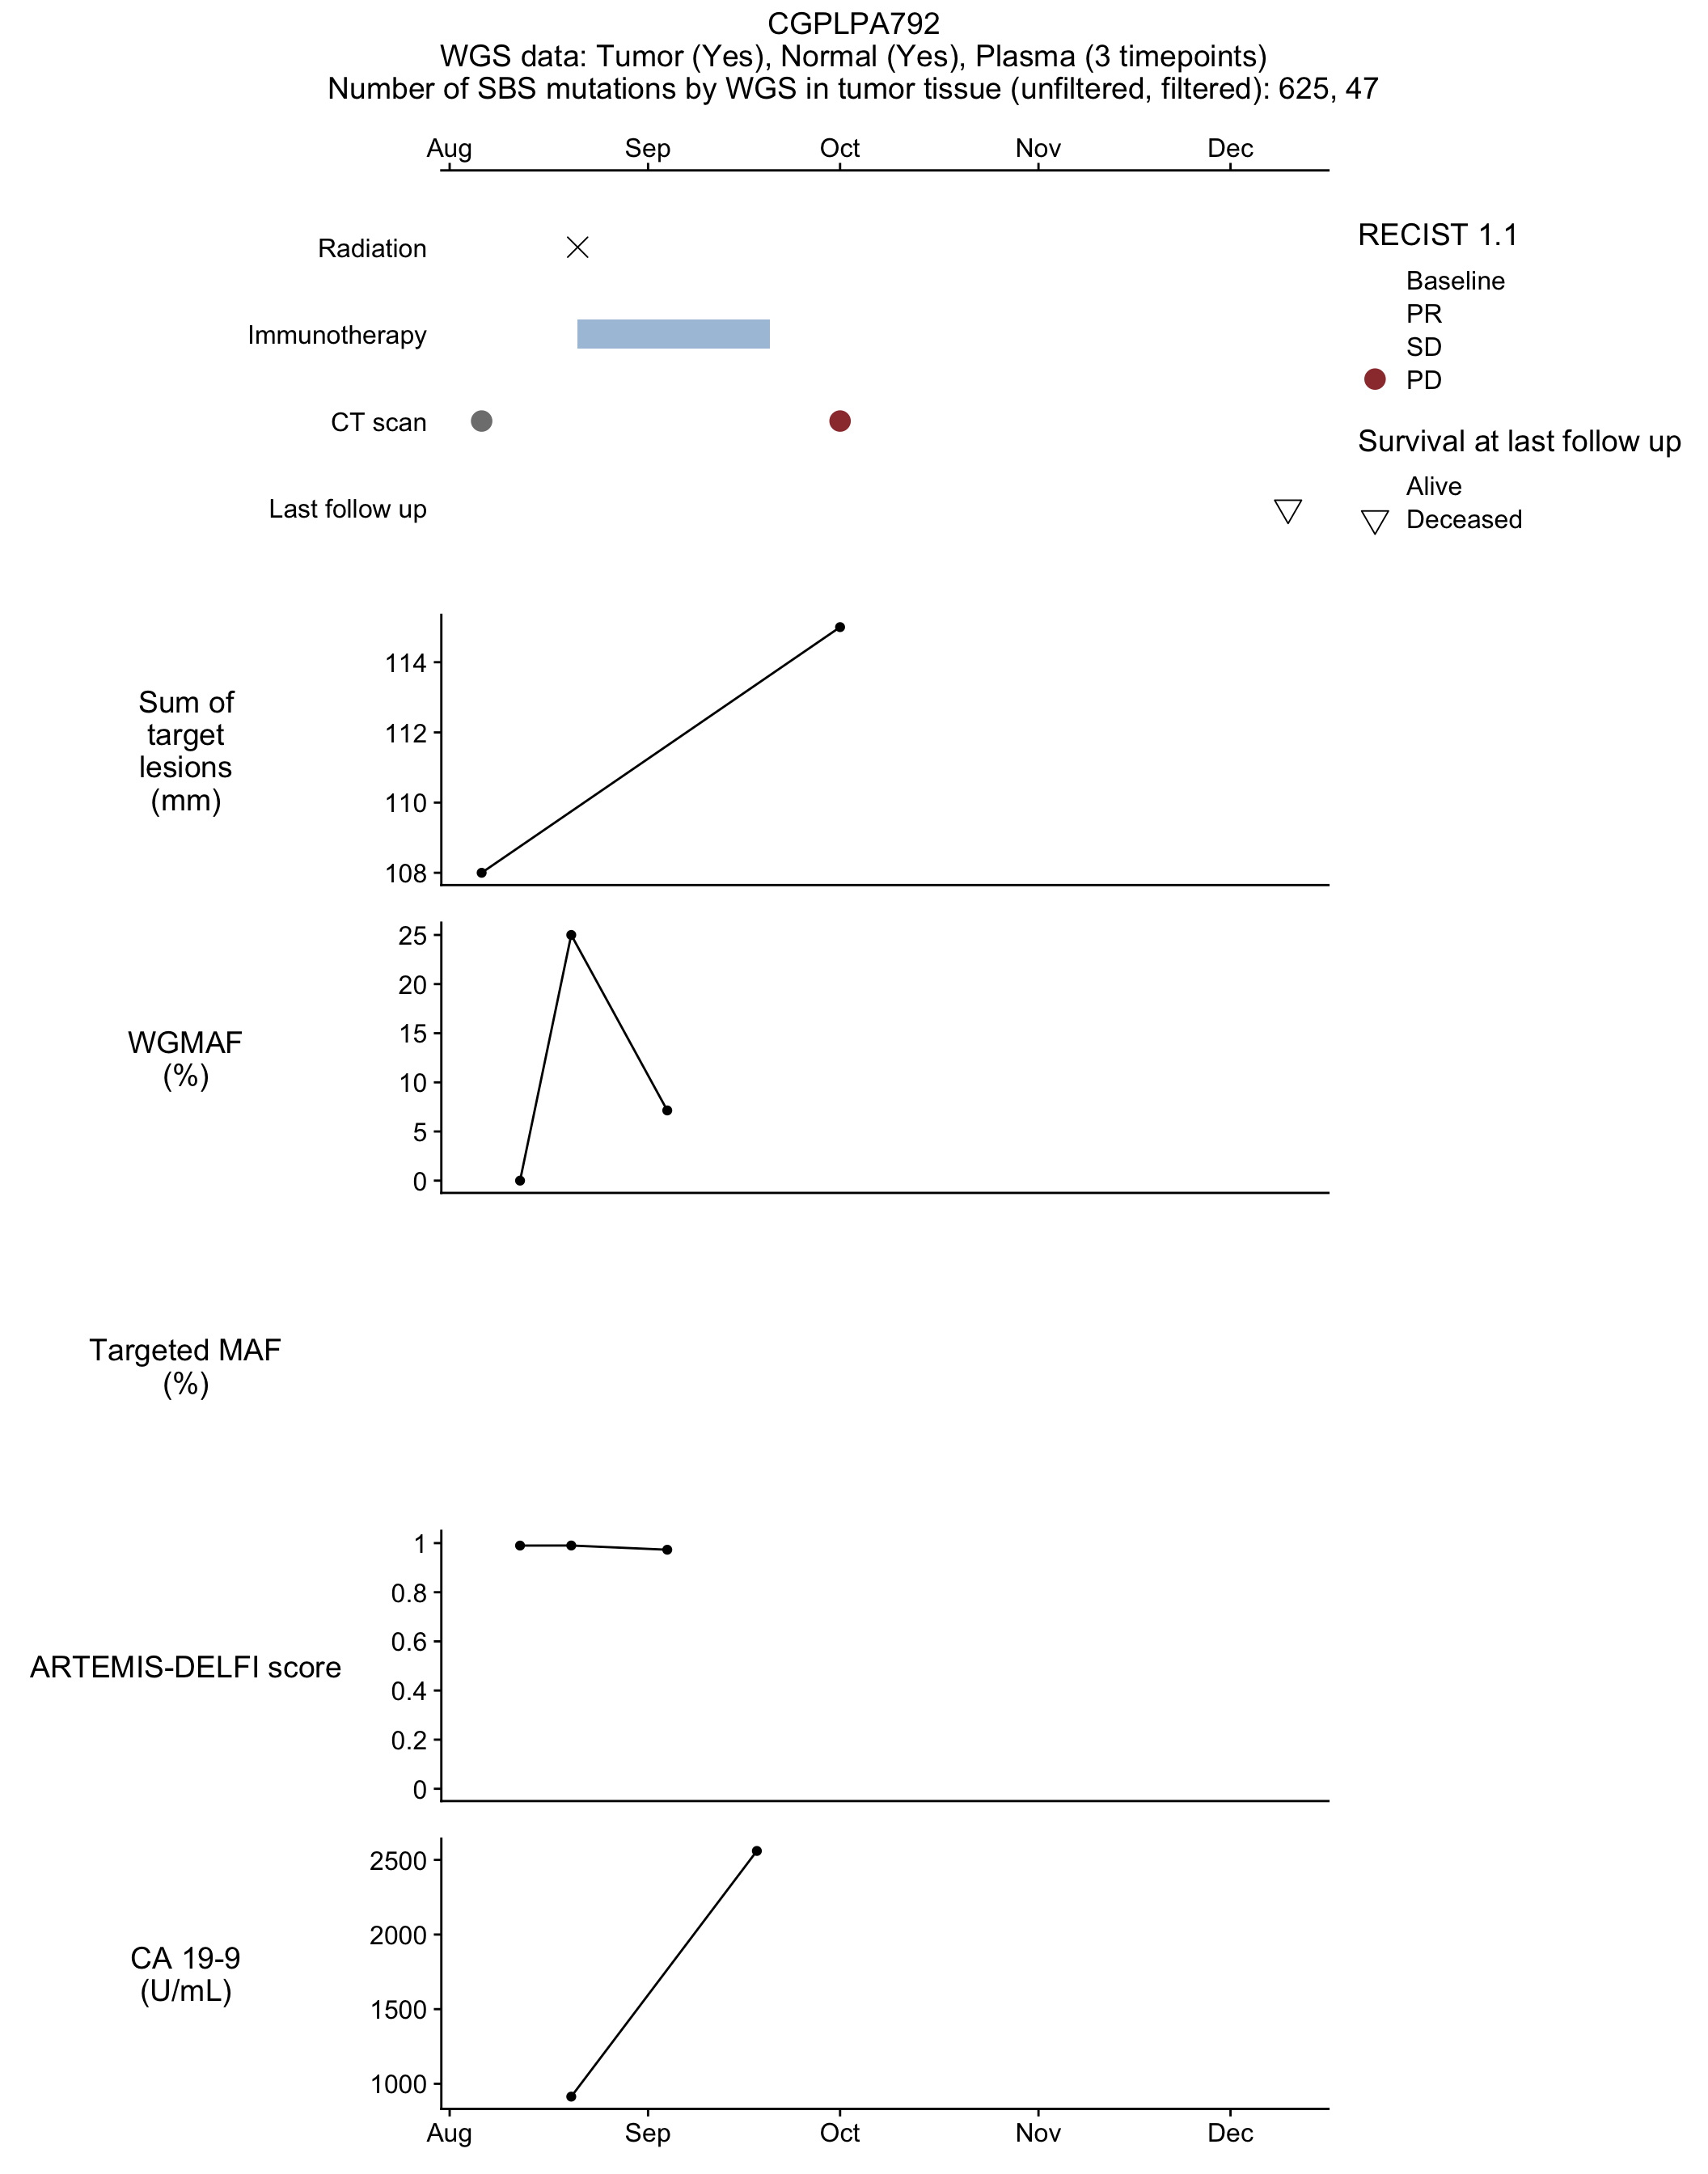 CGPLPA792
WGS data: Tumor (Yes), Normal (Yes), Plasma (3 timepoints)
Number of SBS mutations by WGS in tumor tissue (unfiltered, filtered): 625, 47
Aug Sep Oct Nov Dec
Radiation
Immunotherapy
CT scan
Last follow up
RECIST 1.1
Baseline
PR
SD
PD
Survival at last follow up
Alive
Deceased
Sum of
target
lesions
(mm)
114
112
110
108
WGMAF
(%)
25
20
15
10
5
0
Targeted MAF
(%)
ARTEMIS-DELFI score
1
0.8
0.6
0.4
0.2
0
CA 19-9
(U/mL)
2500
2000
1500
1000
Aug Sep Oct Nov Dec